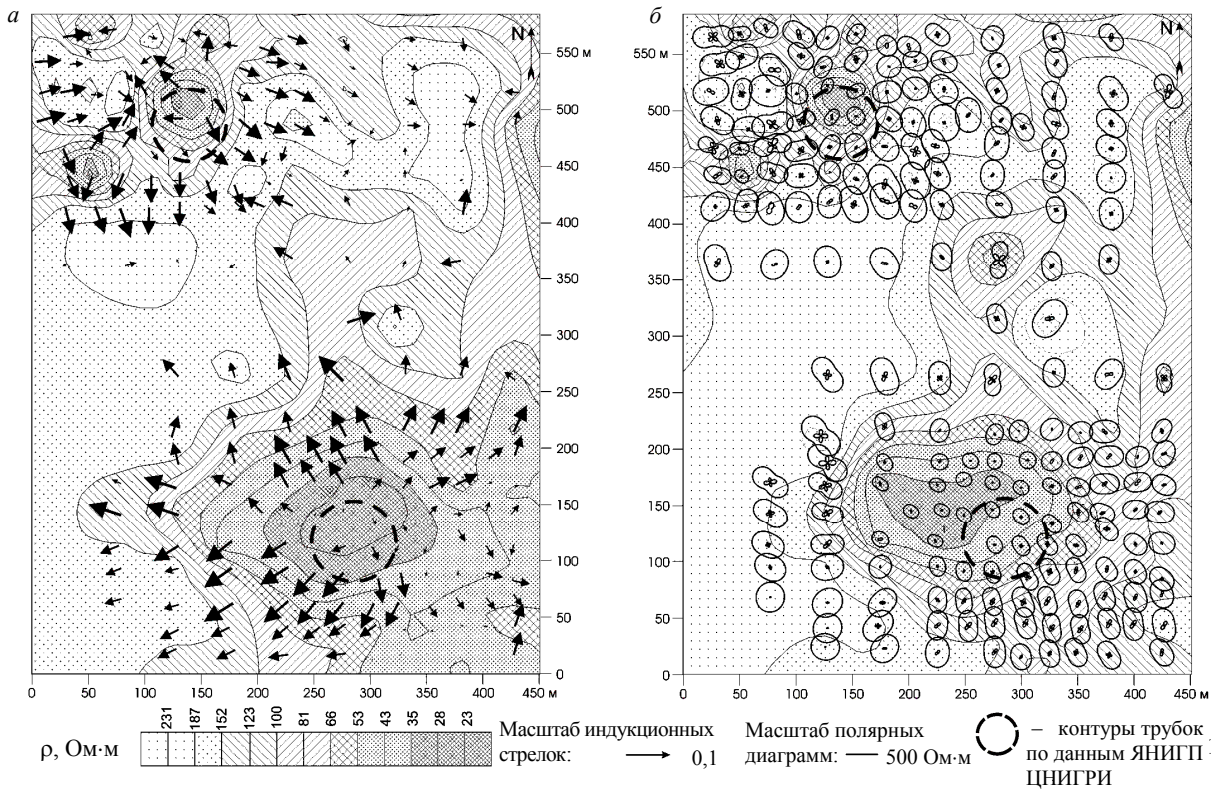 а
N
550 м
500
450
400
350
300
250
200
150
100
50
0
0 50 100 150 200 250 300 350 400 450 м
б
N
550 м
500
450
400
350
300
250
200
150
100
50
0
0 50 100 150 200 250 300 350 400 450 м
ρ, Ом·м
231 187 152 123 100 81 66 53 43 35 28 23
Масштаб индукционных
стрелок: 0,1
Масштаб полярных
диаграмм: 500 Ом·м
– контуры трубок
по данным ЯНИГП
ЦНИГРИ